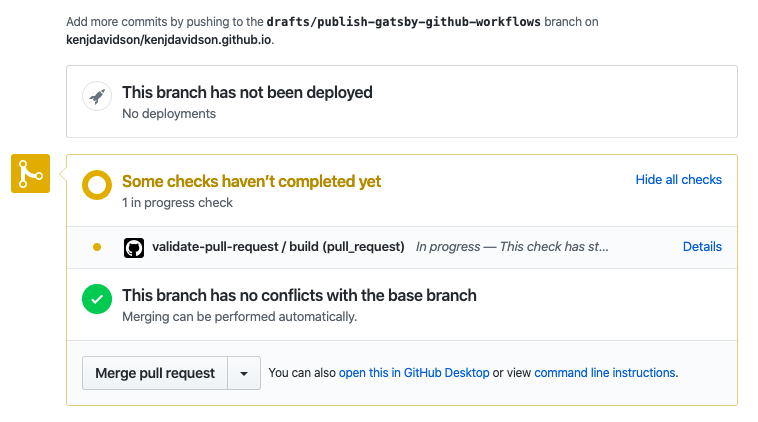 Add more commits by pushing to the drafts/publish-gatsby-github-workflows branch on
kenjdavidson/kenjdavidson.github.io.
This branch has not been deployed
No deployments
Some checks haven't completed yet
Hide all checks
1 in progress check
validate-pull-request / build (pull_request) In progress — This check has st... Details
This branch has no conflicts with the base branch
Merging can be performed automatically.
Merge pull request You can also open this in GitHub Desktop or view command line instructions.